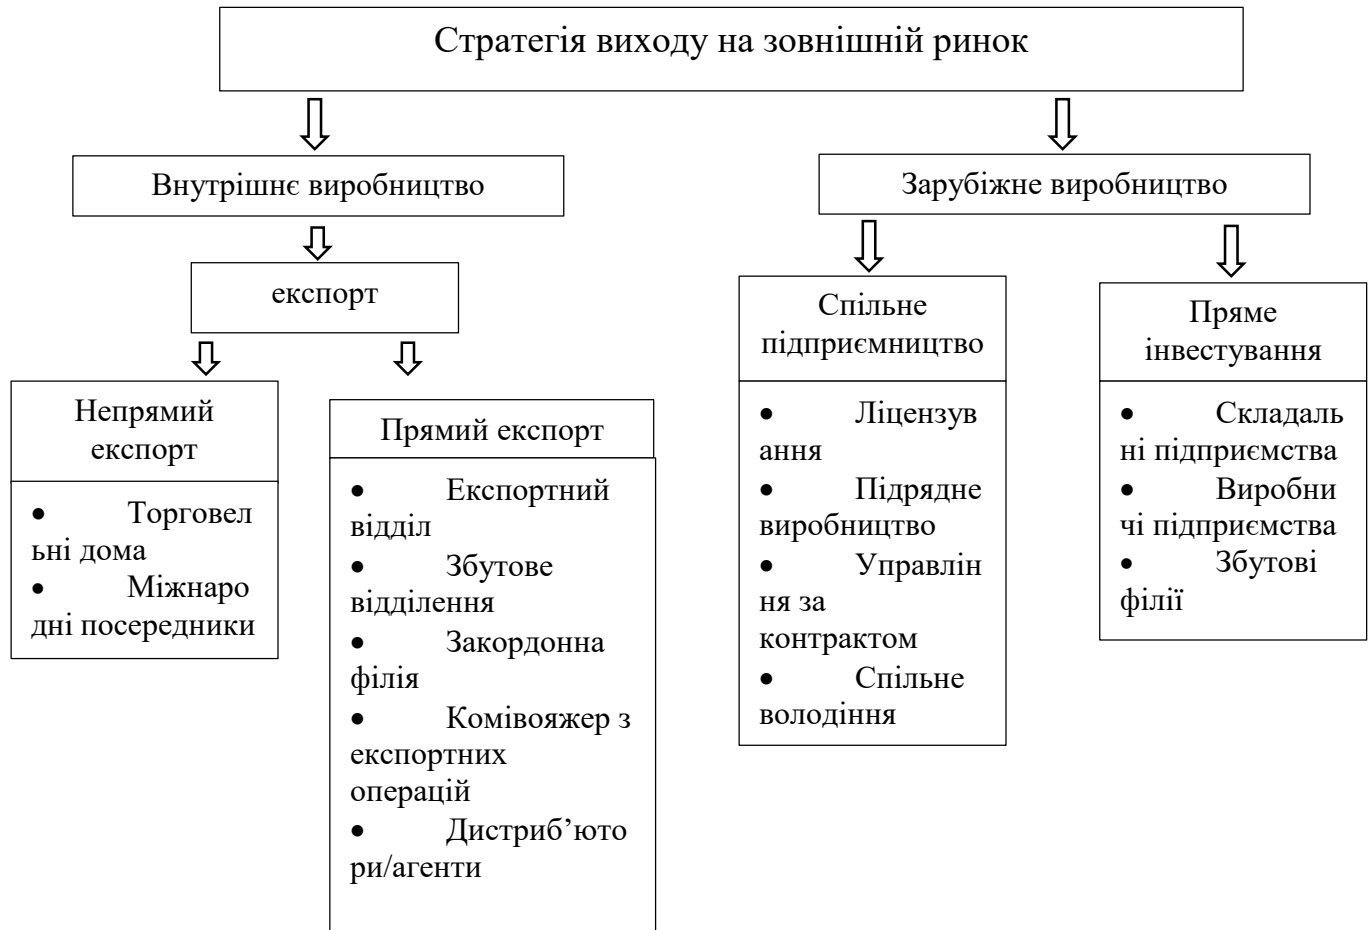 Стратегія виходу на зовнішній ринок
Внутрішнє виробництво
Зарубіжне виробництво
експорт
Непрямий
експорт
• Торговел
ьні дома
• Міжнаро
дні посередники
Прямий експорт
• Експортний
відділ
• Збутове
відділення
• Закордонна
філія
• Комівояжер з
експортних
операцій
• Дистриб’юто
ри/агенти
Спільне
підприємництво
• Ліцензув
ання
• Підрядне
виробництво
• Управлін
ня за
контрактом
• Спільне
володіння
Пряме
інвестування
• Складаль
ні підприємства
• Виробни
чі підприємства
• Збутові
філії